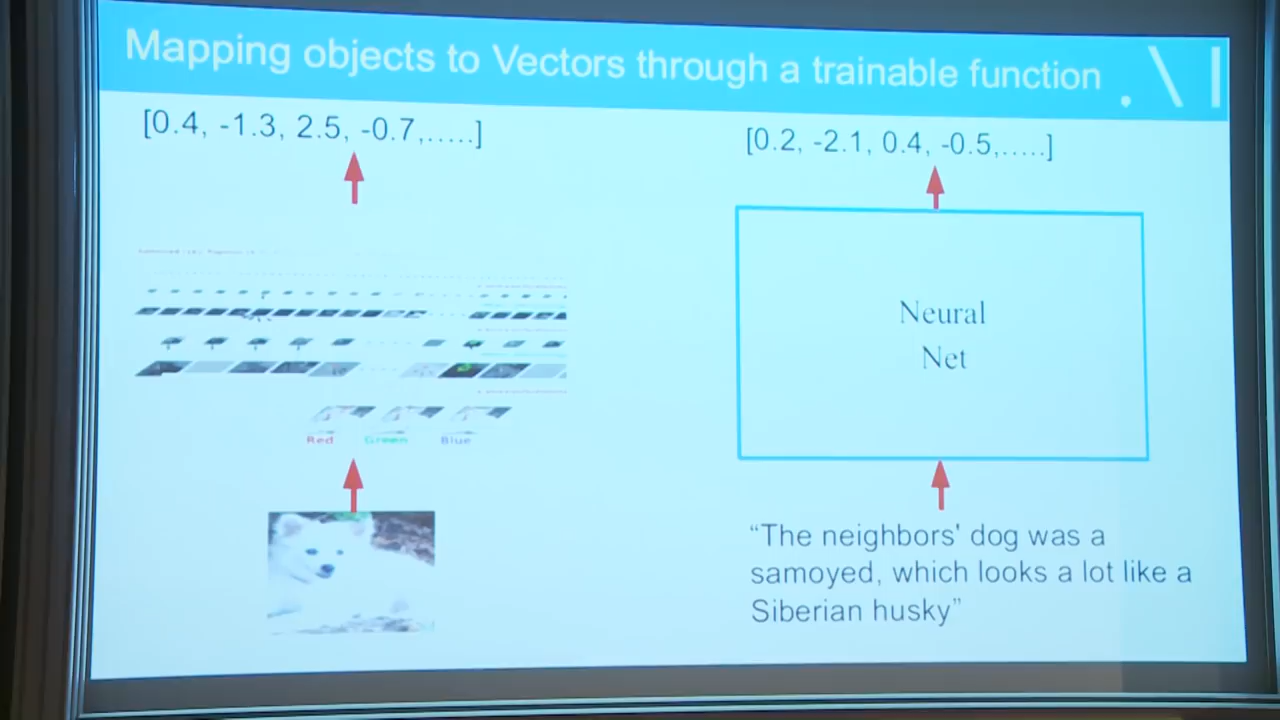 Mapping objects to Vectors through a trainable function
[0.4, -1.3, 2.5, -0.7,.....]
[0.2, -2.1, 0.4, -0.5,.....]
Neural
Net
Red Green Blue
“The neighbors' dog was a
samoyed, which looks a lot like a
Siberian husky”